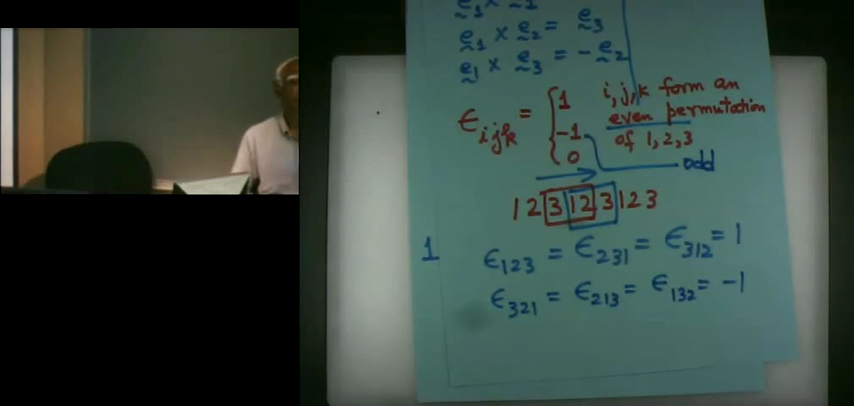 e₁ × e₂ = e₃
e₁ × e₃ = - e₂
ϵijk = { 1 i, j, k form an
-1 even permutation
0 of 1, 2, 3
odd
1 2 3 1 2 3 1 2 3
1 ϵ123 = ϵ231 = ϵ312 = 1
ϵ321 = ϵ213 = ϵ132 = -1